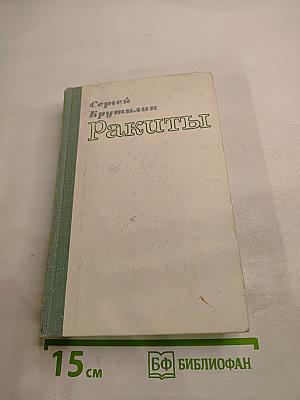 Сергей
Крутилин
Ракиты
15 см
БФ БИБЛИОФАН